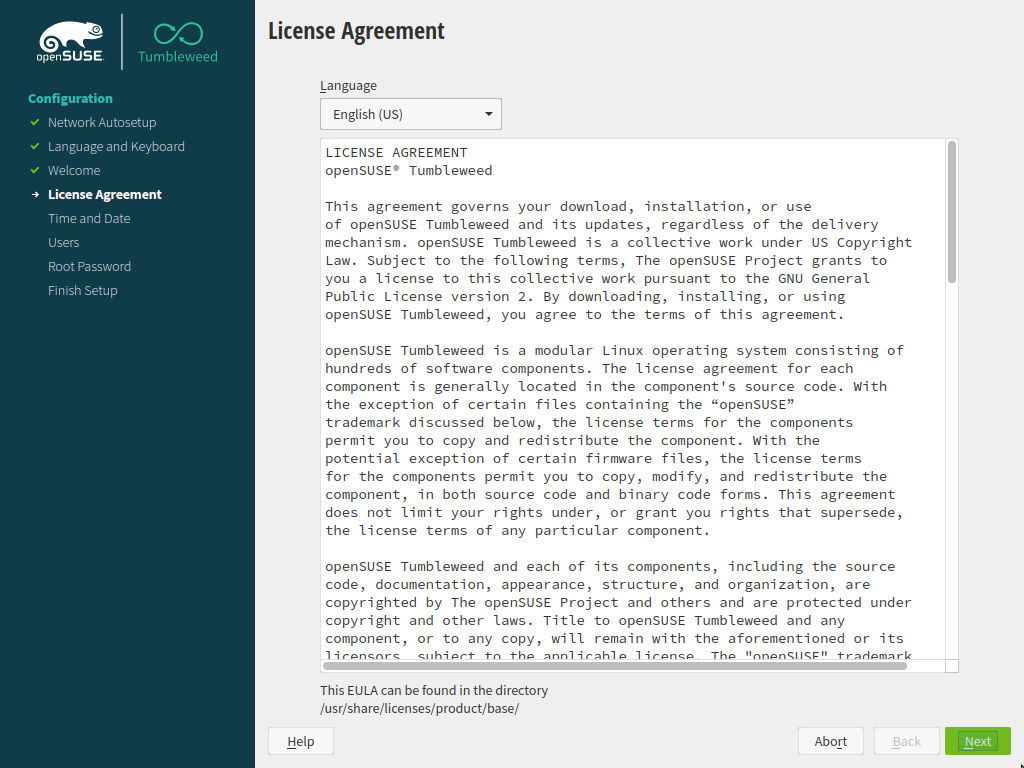 openSUSE
Tumbleweed
Configuration
Network Autosetup
Language and Keyboard
Welcome
License Agreement
Time and Date
Users
Root Password
Finish Setup
License Agreement
Language
English (US)
LICENSE AGREEMENT
openSUSE® Tumbleweed
This agreement governs your download, installation, or use
of openSUSE Tumbleweed and its updates, regardless of the delivery
mechanism. openSUSE Tumbleweed is a collective work under US Copyright
Law. Subject to the following terms, The openSUSE Project grants to
you a license to this collective work pursuant to the GNU General
Public License version 2. By downloading, installing, or using
openSUSE Tumbleweed, you agree to the terms of this agreement.
openSUSE Tumbleweed is a modular Linux operating system consisting of
hundreds of software components. The license agreement for each
component is generally located in the component's source code. With
the exception of certain files containing the “openSUSE”
trademark discussed below, the license terms for the components
permit you to copy and redistribute the component. With the
potential exception of certain firmware files, the license terms
for the components permit you to copy, modify, and redistribute the
component, in both source code and binary code forms. This agreement
does not limit your rights under, or grant you rights that supersede,
the license terms of any particular component.
openSUSE Tumbleweed and each of its components, including the source
code, documentation, appearance, structure, and organization, are
copyrighted by The openSUSE Project and others and are protected under
copyright and other laws. Title to openSUSE Tumbleweed and any
component, or to any copy, will remain with the aforementioned or its
licensors, subject to the applicable license. The "openSUSE" trademark
This EULA can be found in the directory
/usr/share/licenses/product/base/
Help
Abort
Back
Next